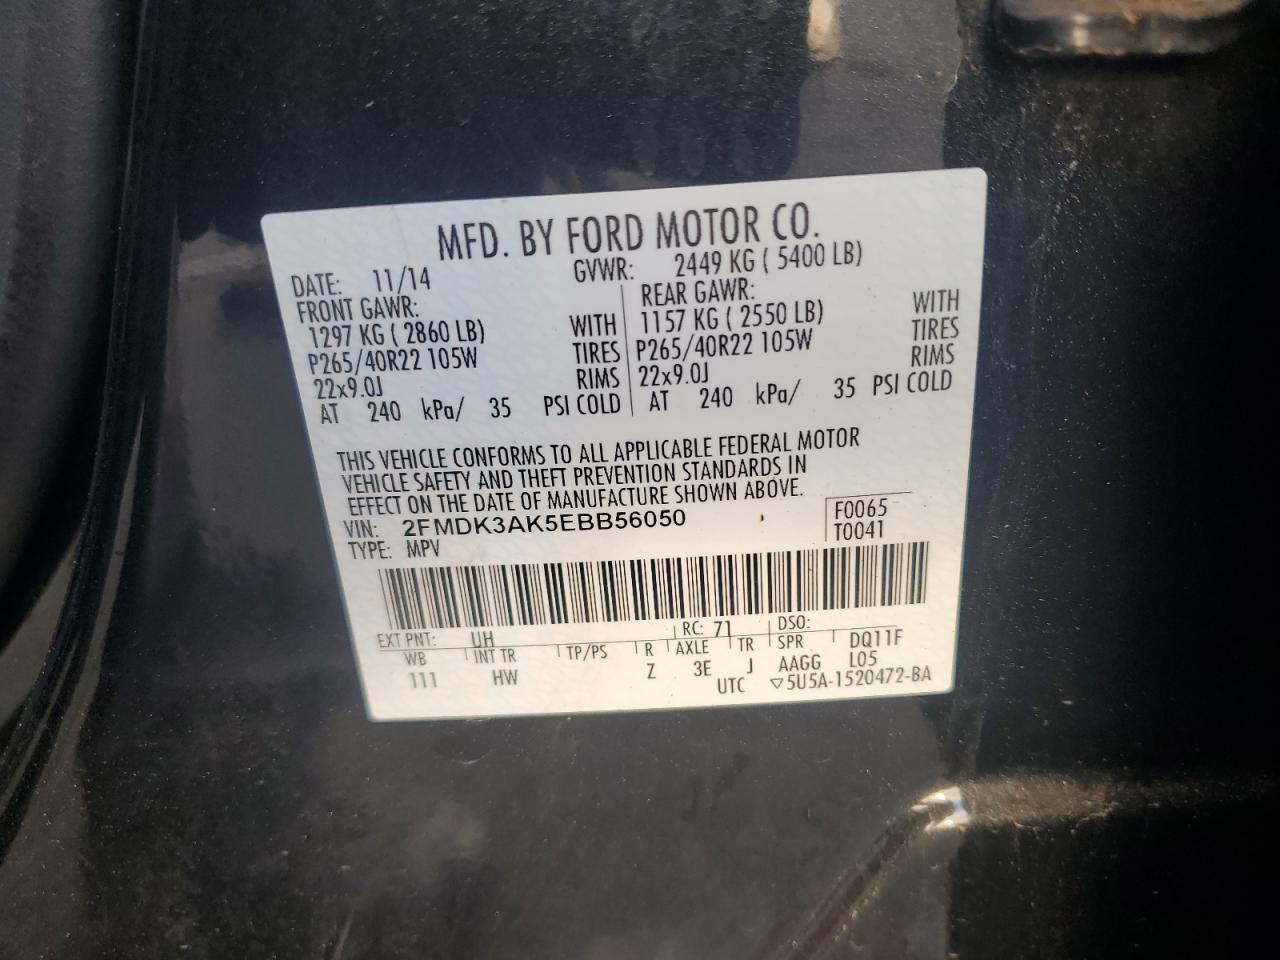 MFD. BY FORD MOTOR CO.
DATE: 11/14 GVWR: 2449 KG ( 5400 LB)
FRONT GAWR: REAR GAWR:
1297 KG ( 2860 LB) WITH 1157 KG ( 2550 LB) WITH
P265/40R22 105W TIRES P265/40R22 105W TIRES
22x9.0J RIMS 22x9.0J RIMS
AT 240 kPa/ 35 PSI COLD AT 240 kPa/ 35 PSI COLD
THIS VEHICLE CONFORMS TO ALL APPLICABLE FEDERAL MOTOR
VEHICLE SAFETY AND THEFT PREVENTION STANDARDS IN
EFFECT ON THE DATE OF MANUFACTURE SHOWN ABOVE.
VIN: 2FMDK3AK5EBB56050 F0065
TYPE: MPV T0041
EXT PNT: UH RC: 71 DSO:
WB INT TR TP/PS R AXLE TR SPR DQ11F
111 HW Z 3E J AAGG L05
UTC ▽5U5A-1520472-BA